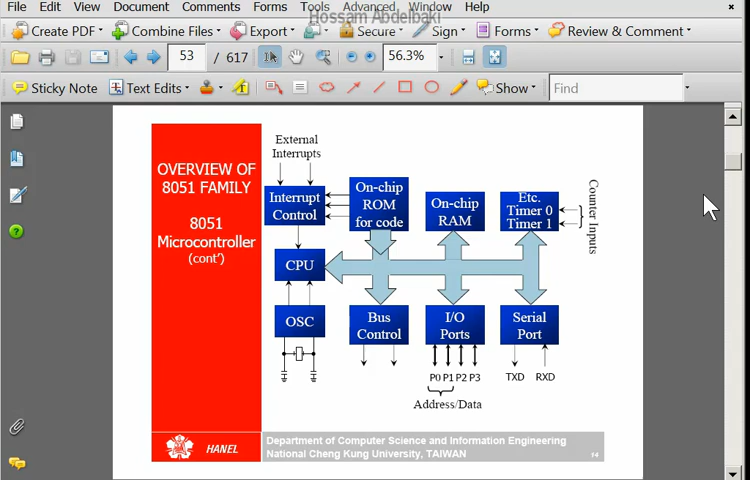 Hossam Abdelbaki
File Edit View Document Comments Forms Tools Advanced Window Help
Create PDF Combine Files Export Secure Sign Forms Review & Comment
53 / 617 56.3%
Sticky Note Text Edits Show Find
OVERVIEW OF
8051 FAMILY
8051
Microcontroller
(cont')
External
Interrupts
Interrupt
Control
On-chip
ROM
for code
On-chip
RAM
Etc.
Timer 0
Timer 1
Counter Inputs
CPU
OSC
Bus
Control
I/O
Ports
Serial
Port
P0 P1 P2 P3
TXD RXD
Address/Data
HANEL
Department of Computer Science and Information Engineering
National Cheng Kung University, TAIWAN
14